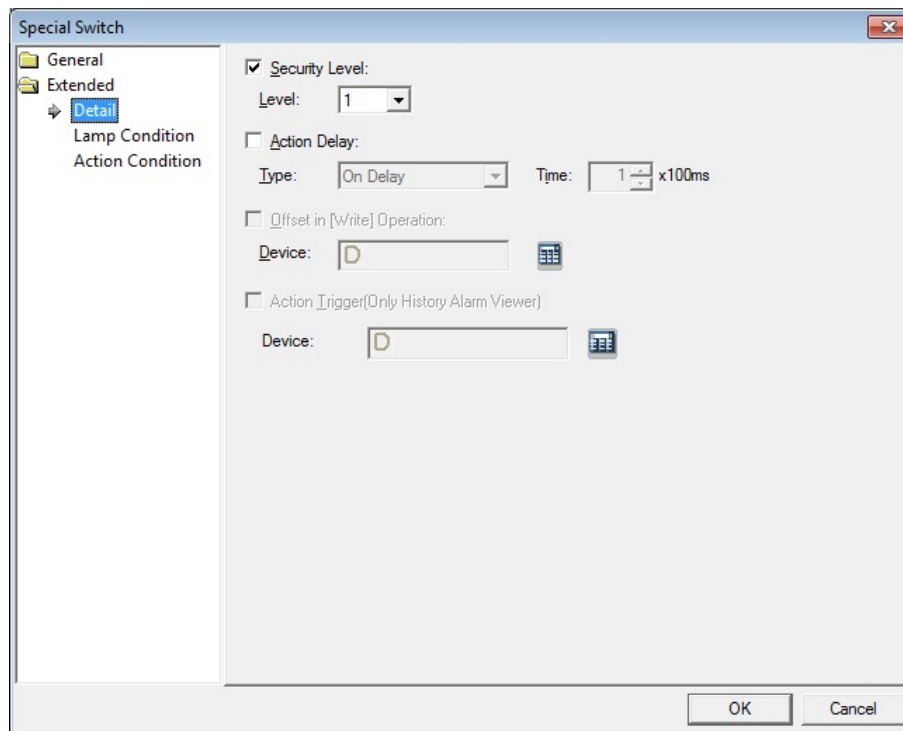 Special Switch
General
Extended
Detail
Lamp Condition
Action Condition
Security Level:
Level: 1
Action Delay:
Type: On Delay Time: 1 x100ms
Offset in [Write] Operation:
Device: D
Action Trigger(Only History Alarm Viewer)
Device: D
OK Cancel